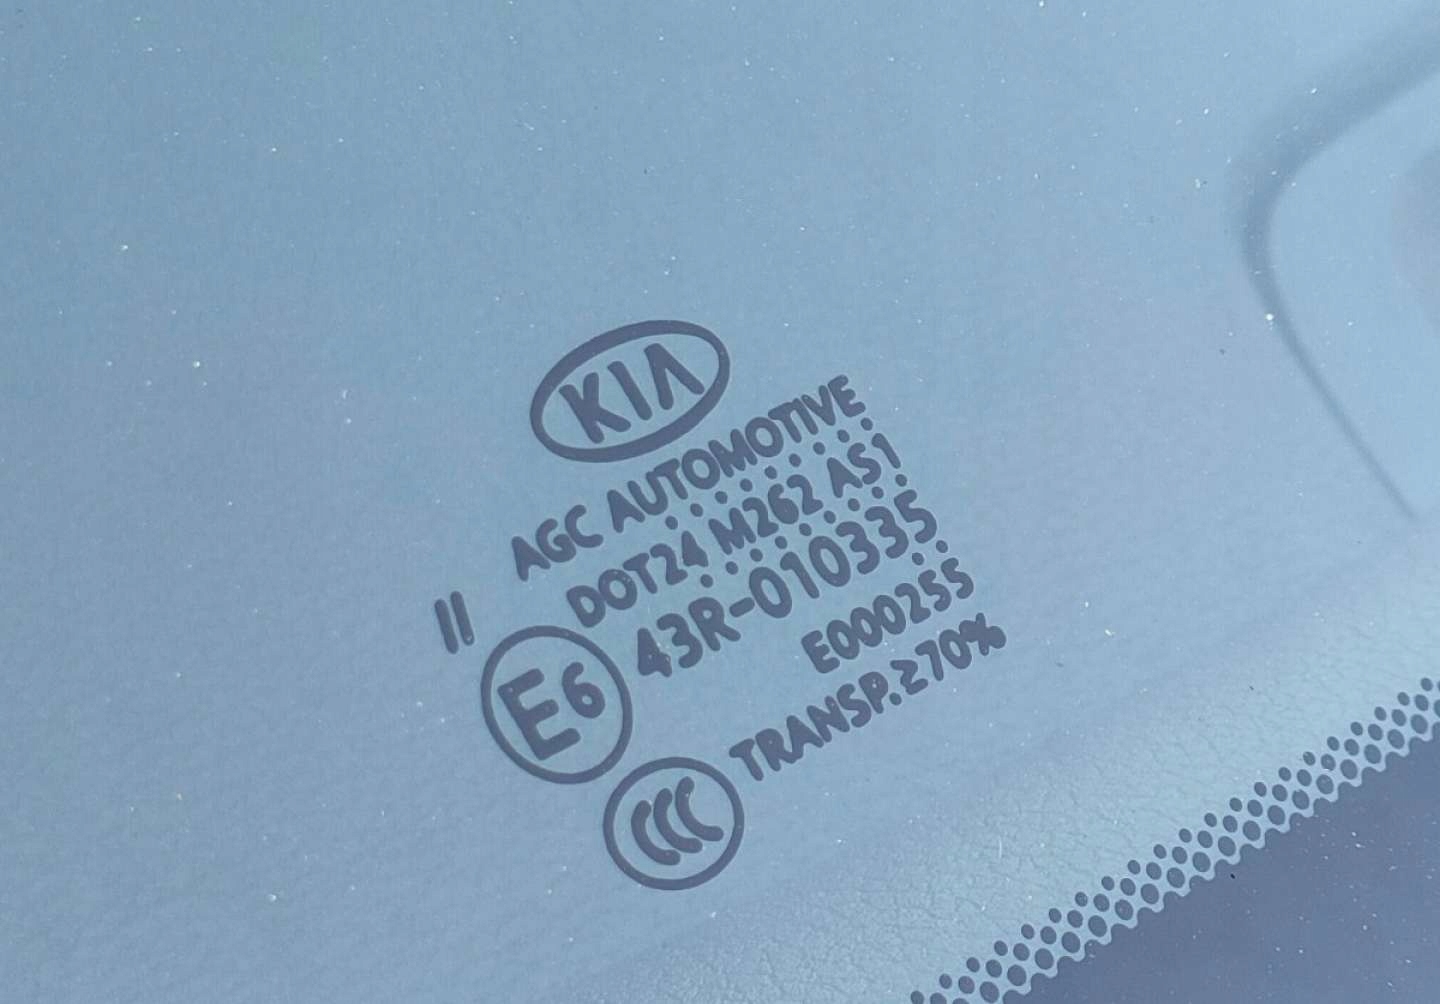 KIA
AGC AUTOMOTIVE
DOT24 M262 AS1
II
E6 43R-010335
E000255
TRANSP.≥70%
CCC